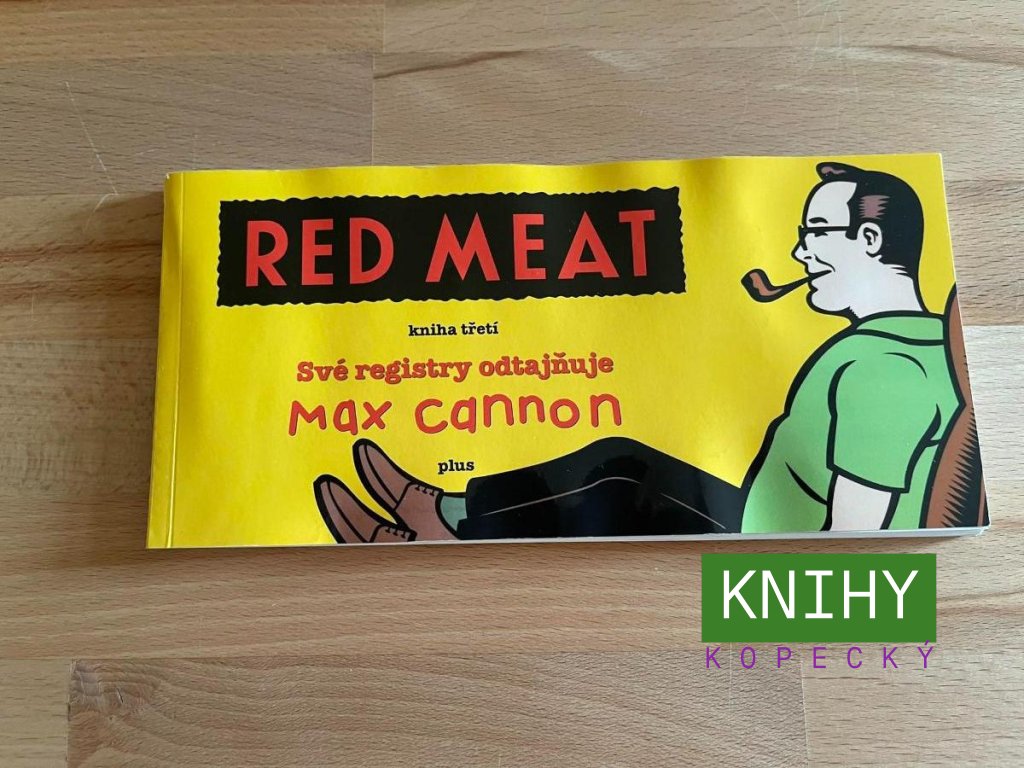 RED MEAT
kniha třetí
Své registry odtajňuje
Max Cannon
plus
KNIHY
KOPECKÝ